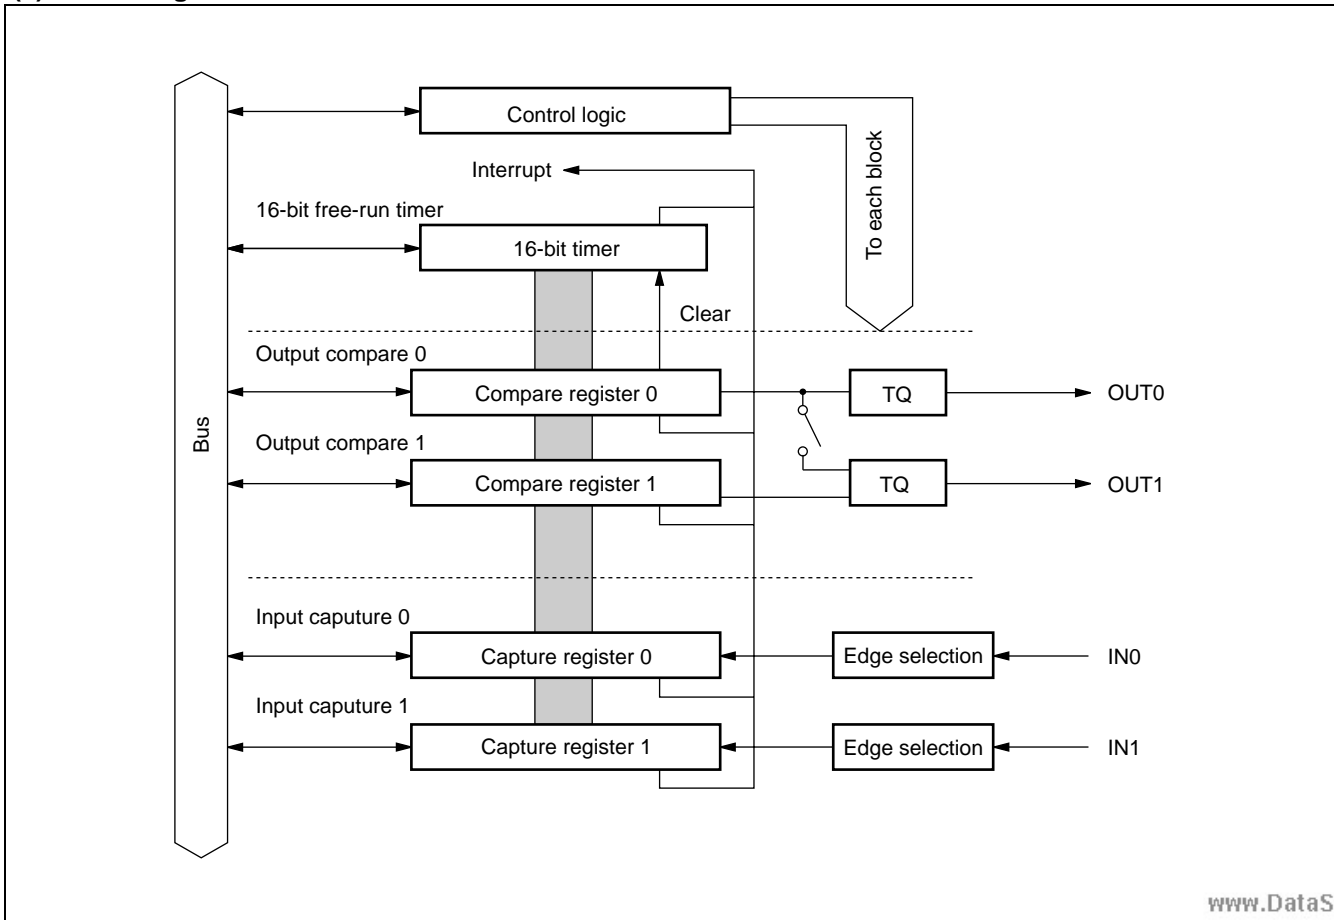 Control logic
Interrupt
To each block
16-bit free-run timer
16-bit timer
Clear
Output compare 0
Compare register 0
TQ
OUT0
Bus
Output compare 1
Compare register 1
TQ
OUT1
Input caputure 0
Capture register 0
Edge selection
IN0
Input caputure 1
Capture register 1
Edge selection
IN1
www.DataS